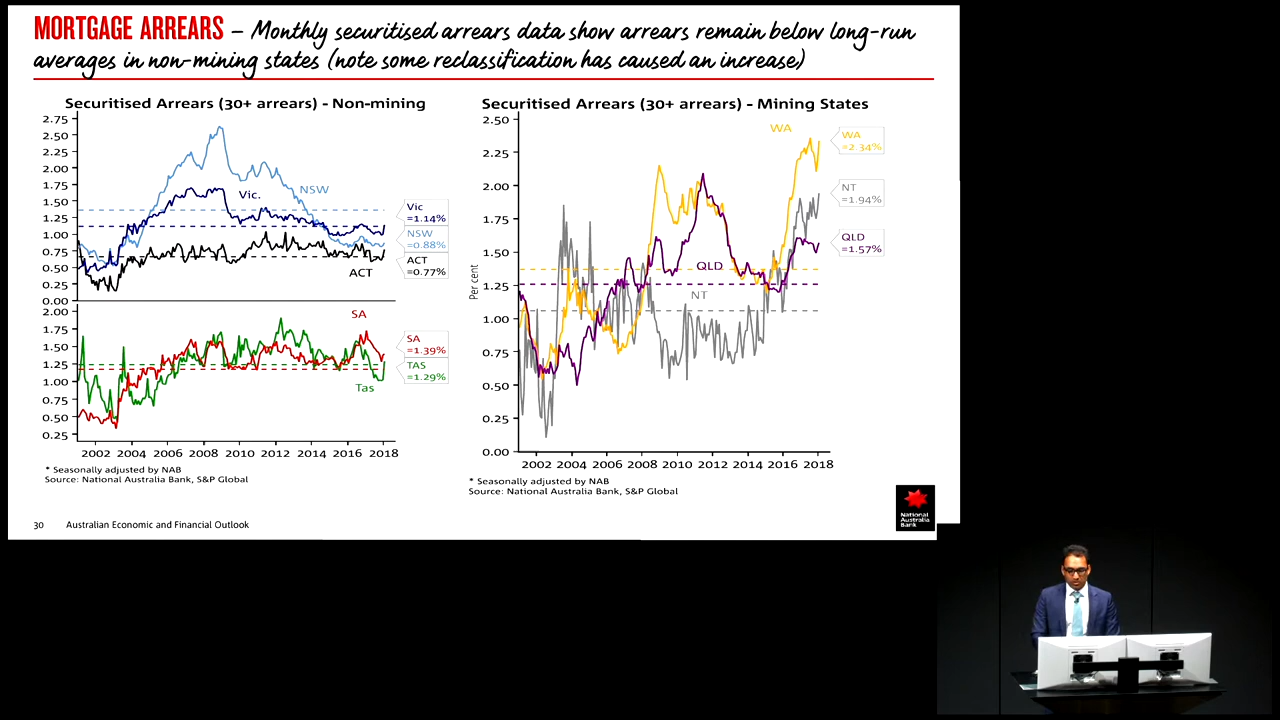 MORTGAGE ARREARS – Monthly securitised arrears data show arrears remain below long-run
averages in non-mining states (note some reclassification has caused an increase)
Securitised Arrears (30+ arrears) - Non-mining
2.75
2.50
2.25
2.00
1.75
1.50
1.25
1.00
0.75
0.50
0.25
0.00
NSW
Vic.
ACT
Vic
=1.14%
NSW
=0.88%
ACT
=0.77%
2.00
1.75
1.50
1.25
1.00
0.75
0.50
0.25
SA
Tas
SA
=1.39%
TAS
=1.29%
2002 2004 2006 2008 2010 2012 2014 2016 2018
* Seasonally adjusted by NAB
Source: National Australia Bank, S&P Global
Securitised Arrears (30+ arrears) - Mining States
Per cent
2.50
2.25
2.00
1.75
1.50
1.25
1.00
0.75
0.50
0.25
0.00
WA
QLD
NT
WA
=2.34%
NT
=1.94%
QLD
=1.57%
2002 2004 2006 2008 2010 2012 2014 2016 2018
* Seasonally adjusted by NAB
Source: National Australia Bank, S&P Global
30 Australian Economic and Financial Outlook
National
Australia
Bank